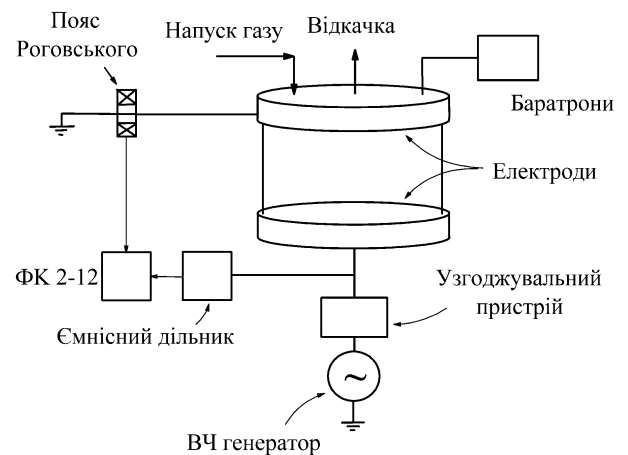 Пояс
Роговського
Напуск газу
Відкачка
Баратрони
Електроди
ФК 2-12
Ємнісний дільник
Узгоджувальний
пристрій
~
ВЧ генератор